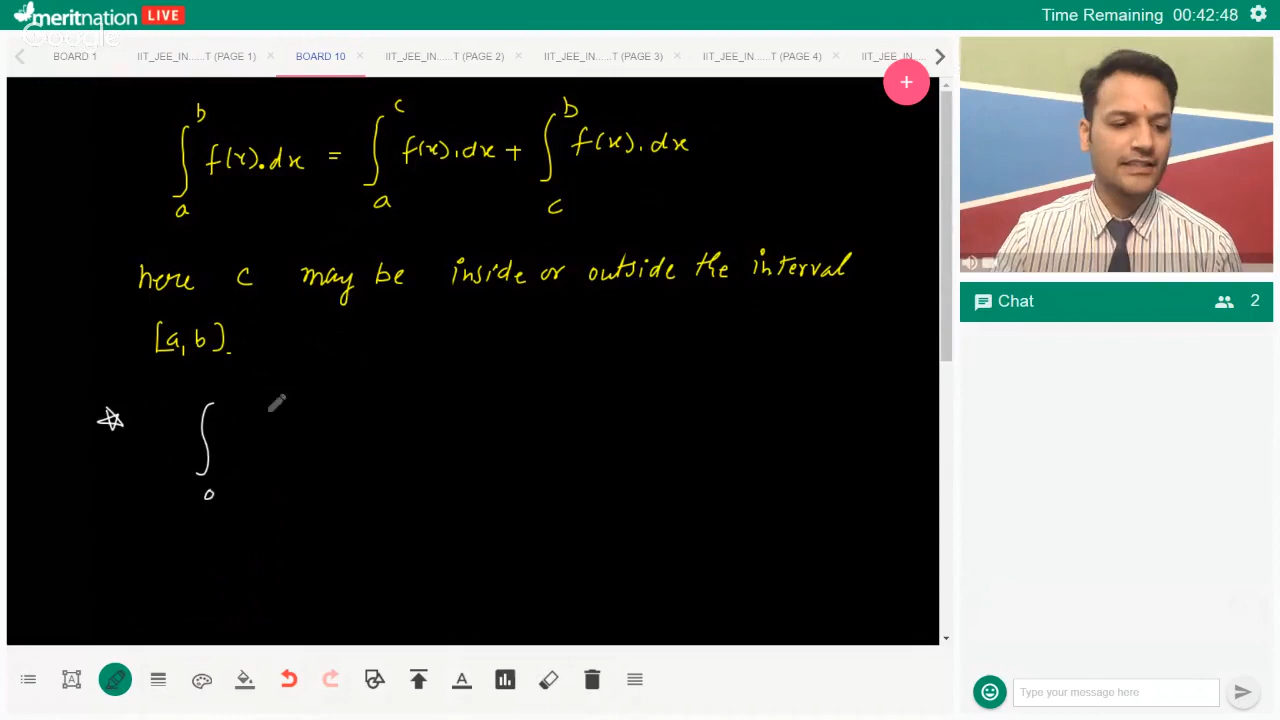 meritnation LIVE
Google
Time Remaining 00:42:48
BOARD 1 IIT_JEE_IN......T (PAGE 1) × BOARD 10 × IIT_JEE_IN......T (PAGE 2) × IIT_JEE_IN......T (PAGE 3) × IIT_JEE_IN......T (PAGE 4) × IIT_JEE_IN......
+
∫_a^b f(x).dx = ∫_a^c f(x).dx + ∫_c^b f(x).dx
here c may be inside or outside the interval
[a, b].
☆ ∫_0
Chat 2
A A
Type your message here